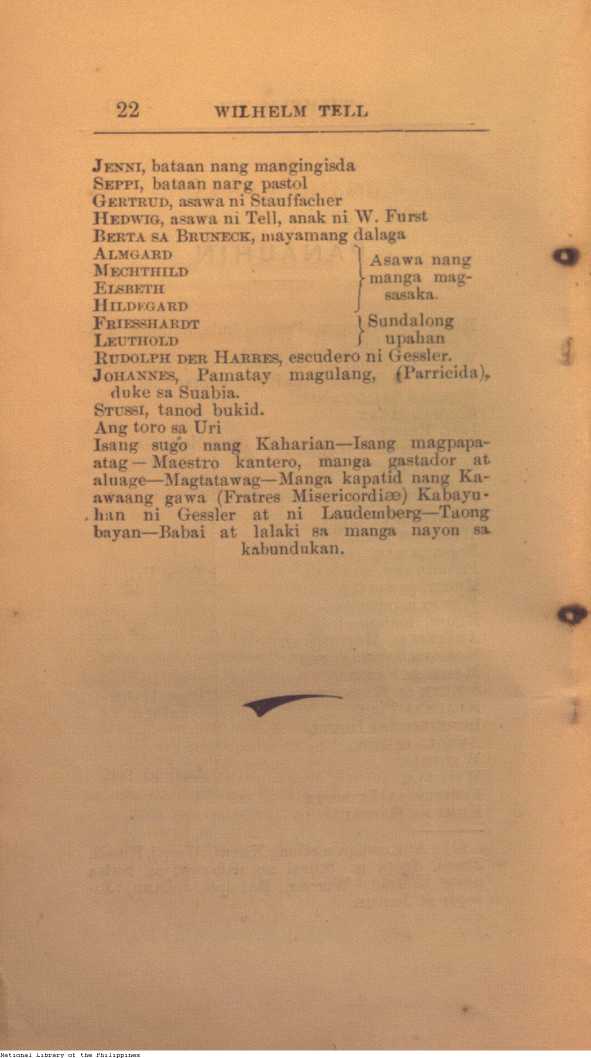 22 WILHELM TELL
JENNI, bataan nang mangingisda
SEPPI, bataan narg pastol
GERTRUD, asawa ni Stauffacher
HEDWIG, asawa ni Tell, anak ni W. Furst
BERTA SA BRUNECK, mayamang dalaga
ALMGARD
MECHTHILD
ELSBETH
HILDEGARD
Asawa nang
manga mag-
sasaka.
FRIESSHARDT
LEUTHOLD
Sundalong
upahan
RUDOLPH DER HARRES, escudero ni Gessler.
JOHANNES, Pamatay magulang, (Parricida),
duke sa Suabia.
STUSSI, tanod bukid.
Ang toro sa Uri
Isang sugo nang Kaharian—Isang magpapa-
atag — Maestro kantero, manga gastador at
aluage—Magtatawag—Manga kapatid nang Ka-
awaang gawa (Fratres Misericordiæ) Kabayu-
han ni Gessler at ni Laudemberg—Taong
bayan—Babai at lalaki sa manga nayon sa
kabundukan.
National Library of the Philippines